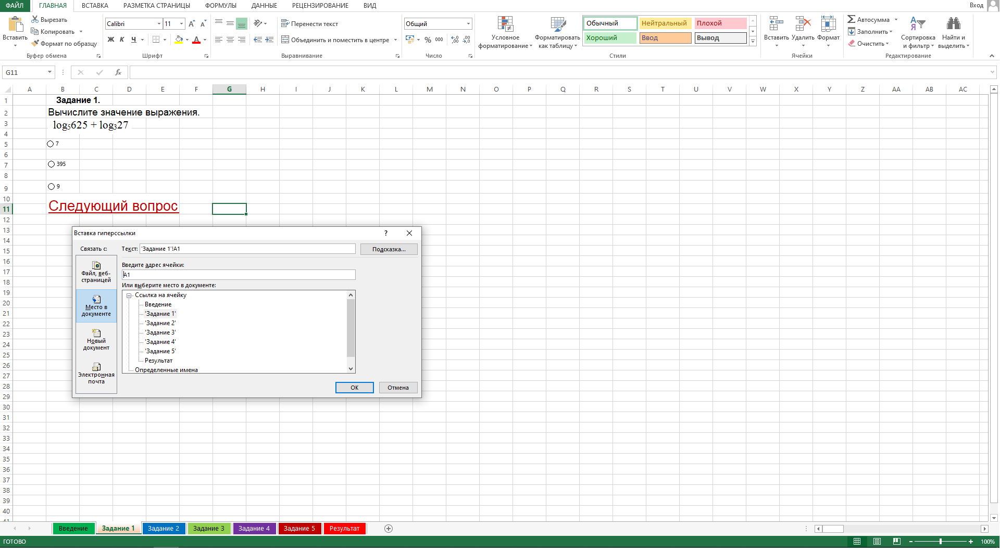 ФАЙЛ ГЛАВНАЯ ВСТАВКА РАЗМЕТКА СТРАНИЦЫ ФОРМУЛЫ ДАННЫЕ РЕЦЕНЗИРОВАНИЕ ВИД Вход
Вставить
Вырезать
Копировать
Формат по образцу
Буфер обмена
Calibri 11
Ж К Ч
Шрифт
Перенести текст
Объединить и поместить в центре
Выравнивание
Общий
% 000
Число
Условное форматирование
Форматировать как таблицу
Обычный Нейтральный Плохой
Хороший Ввод Вывод
Стили
Вставить Удалить Формат
Ячейки
Автосумма
Заполнить
Очистить
Сортировка и фильтр
Найти и выделить
Редактирование
G11
A B C D E F G H I J K L M N O P Q R S T U V W X Y Z AA AB AC
1 Задание 1.
2 Вычислите значение выражения.
3 log₅625 + log₃27
4
5 7
6
7 395
8
9 9
10
11 Следующий вопрос
12
13
14
15
16
17
18
19
20
21
22
23
24
25
26
27
28
29
30
31
32
33
34
35
36
37
38
39
40
41
Вставка гиперссылки ?
Связать с: Текст: 'Задание 1'!A1 Подсказка...
Файл, веб-страницей
Место в документе
Новый документ
Электронная почта
Введите адрес ячейки:
A1
Или выберите место в документе:
Ссылка на ячейку
Введение
'Задание 1'
'Задание 2'
'Задание 3'
'Задание 4'
'Задание 5'
Результат
Определенные имена
ОК Отмена
Введение Задание 1 Задание 2 Задание 3 Задание 4 Задание 5 Результат
ГОТОВО 100%